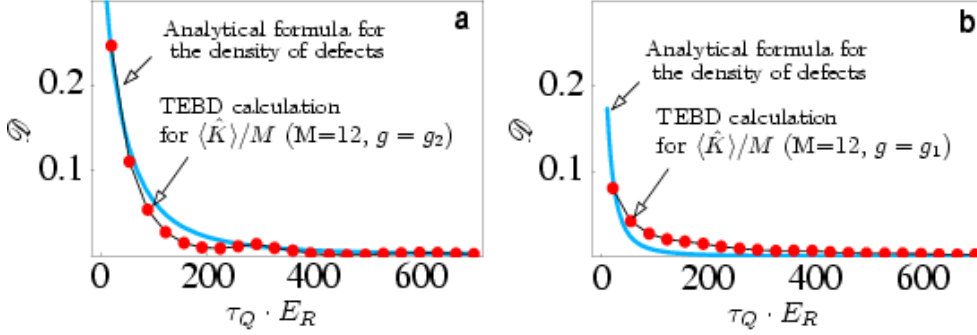 a
Analytical formula for
the density of defects
0.2
TEBD calculation
for ⟨K̂⟩/M (M=12, g = g₂)
𝒟
0.1
0 200 400 600
τ_Q · E_R
b
Analytical formula for
the density of defects
0.2
TEBD calculation
for ⟨K̂⟩/M (M=12, g = g₁)
𝒟
0.1
0 200 400 600
τ_Q · E_R